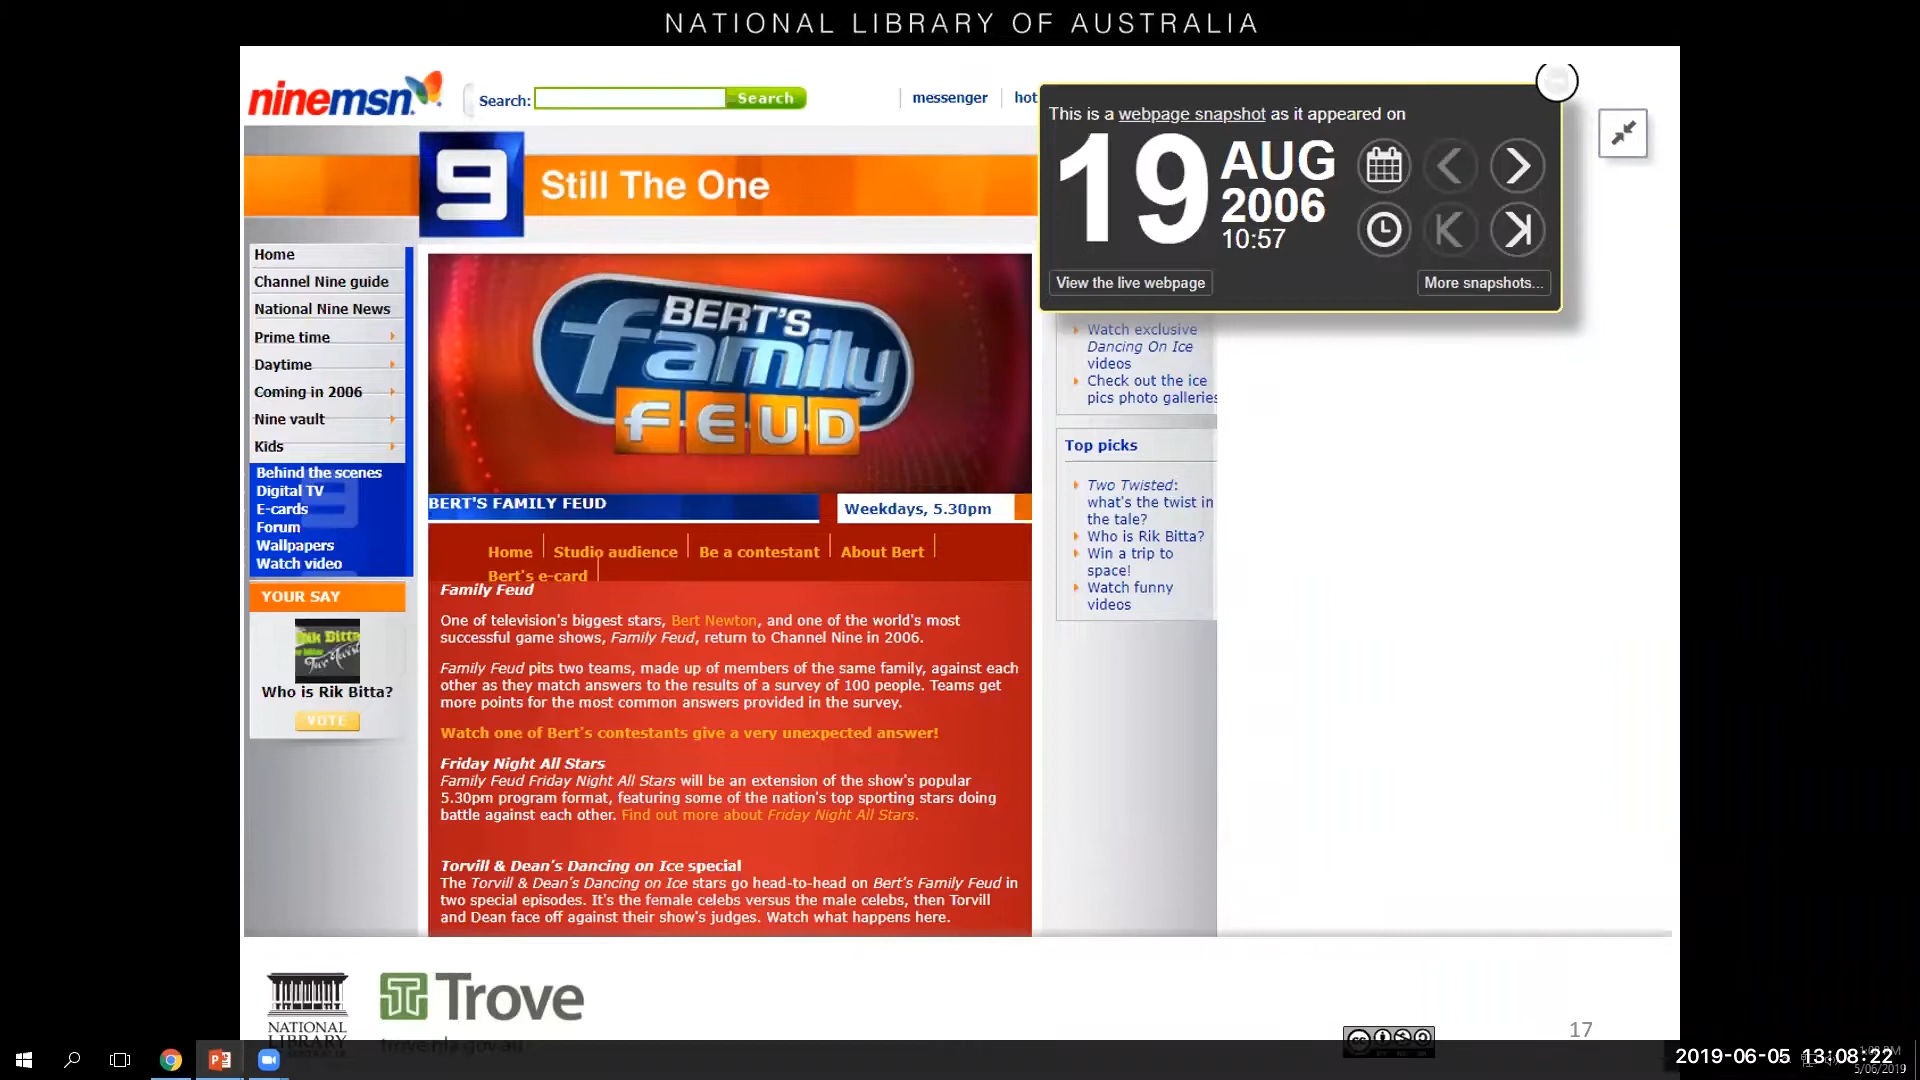 NATIONAL LIBRARY OF AUSTRALIA
ninemsn
Search:
Search
messenger
hot
This is a webpage snapshot as it appeared on
19
AUG
2006
10:57
View the live webpage
More snapshots...
9
Still The One
Home
Channel Nine guide
National Nine News
Prime time
Daytime
Coming in 2006
Nine vault
Kids
Behind the scenes
Digital TV
E-cards
Forum
Wallpapers
Watch video
YOUR SAY
Rik Bitta
Two Twisted
Who is Rik Bitta?
VOTE
BERT'S
family
FEUD
BERT'S FAMILY FEUD
Weekdays, 5.30pm
Home
Studio audience
Be a contestant
About Bert
Bert's e-card
Family Feud
One of television's biggest stars, Bert Newton, and one of the world's most
successful game shows, Family Feud, return to Channel Nine in 2006.
Family Feud pits two teams, made up of members of the same family, against each
other as they match answers to the results of a survey of 100 people. Teams get
more points for the most common answers provided in the survey.
Watch one of Bert's contestants give a very unexpected answer!
Friday Night All Stars
Family Feud Friday Night All Stars will be an extension of the show's popular
5.30pm program format, featuring some of the nation's top sporting stars doing
battle against each other. Find out more about Friday Night All Stars.
Torvill & Dean's Dancing on Ice special
The Torvill & Dean's Dancing on Ice stars go head-to-head on Bert's Family Feud in
two special episodes. It's the female celebs versus the male celebs, then Torvill
and Dean face off against their show's judges. Watch what happens here.
Watch exclusive
Dancing On Ice
videos
Check out the ice
pics photo galleries
Top picks
Two Twisted:
what's the twist in
the tale?
Who is Rik Bitta?
Win a trip to
space!
Watch funny
videos
NATIONAL
LIBRARY
Trove
trove.nla.gov.au
17
2019-06-05 13:08:22
5/06/2019